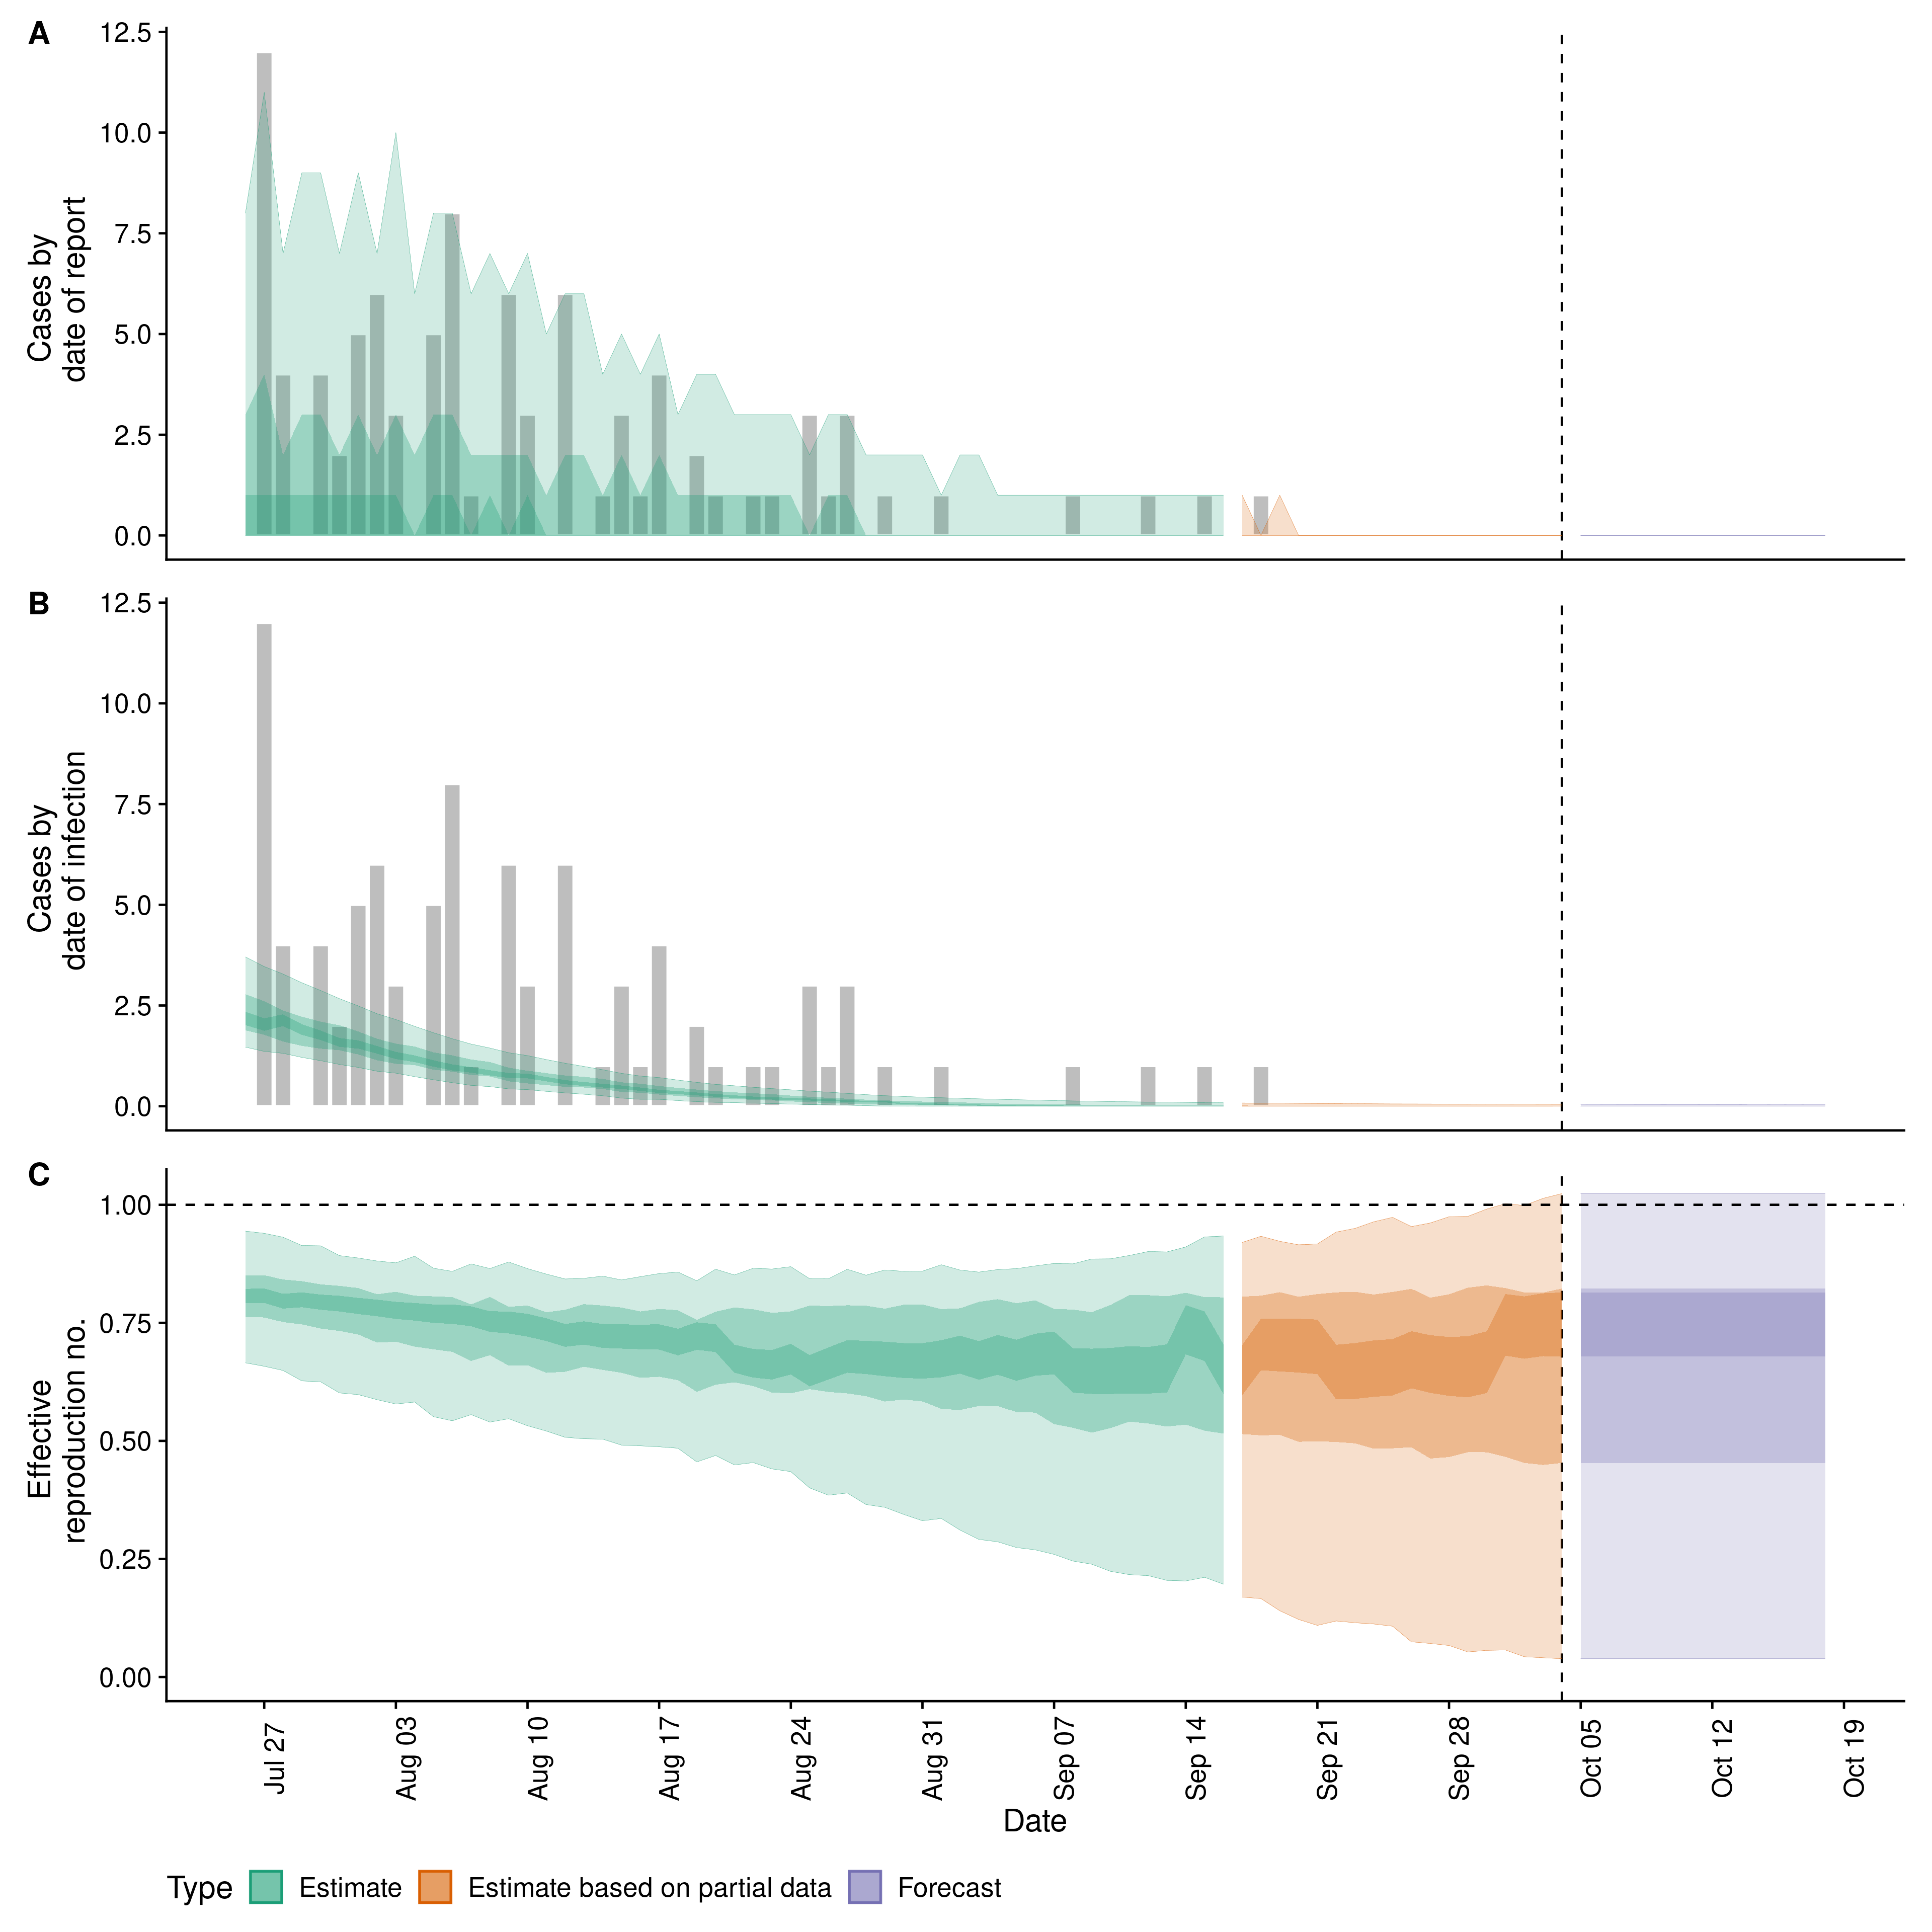 A
12.5
10.0
7.5
5.0
2.5
0.0
Cases by
date of report
B
12.5
10.0
7.5
5.0
2.5
0.0
Cases by
date of infection
C
1.00
0.75
0.50
0.25
0.00
Effective
reproduction no.
Jul 27
Aug 03
Aug 10
Aug 17
Aug 24
Aug 31
Sep 07
Sep 14
Sep 21
Sep 28
Oct 05
Oct 12
Oct 19
Date
Type Estimate Estimate based on partial data Forecast